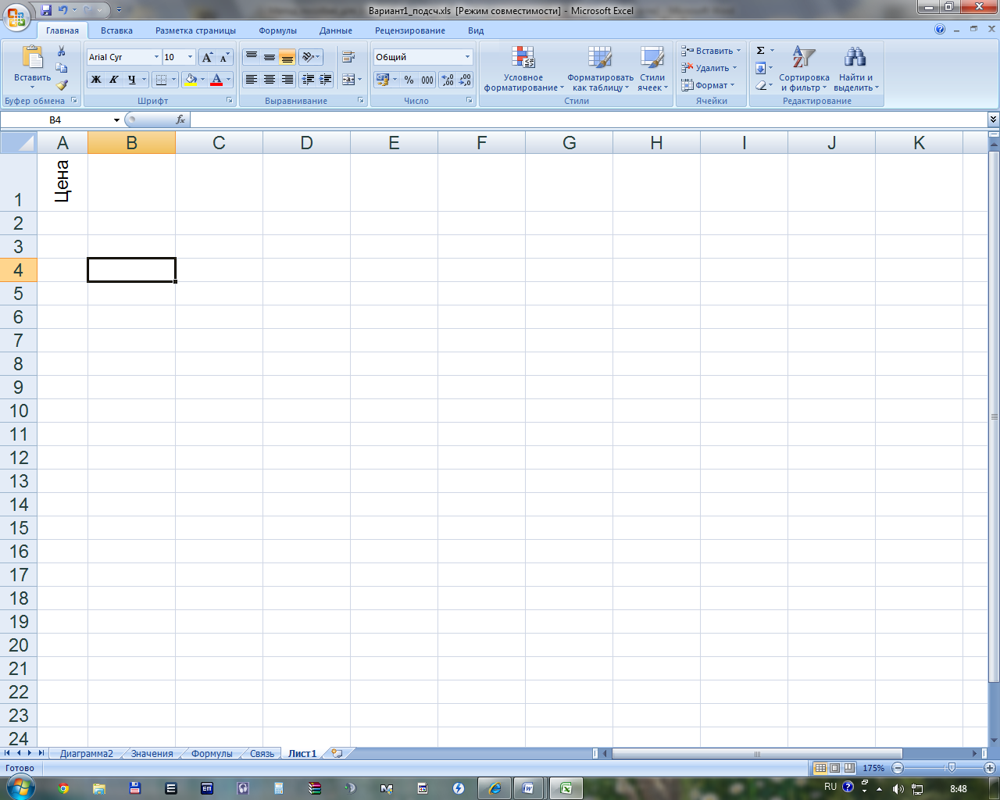 Вариант1_подсч.xls [Режим совместимости] - Microsoft Excel
Главная Вставка Разметка страницы Формулы Данные Рецензирование Вид
Вставить
Буфер обмена
Arial Cyr 10
Ж К Ч
Шрифт
Выравнивание
Общий
% 000
Число
Условное форматирование
Форматировать как таблицу
Стили ячеек
Стили
Вставить
Удалить
Формат
Ячейки
Σ
Сортировка и фильтр
Найти и выделить
Редактирование
B4 fx
A B C D E F G H I J K
1 Цена
2
3
4
5
6
7
8
9
10
11
12
13
14
15
16
17
18
19
20
21
22
23
24
Диаграмма2 Значения Формулы Связь Лист1
Готово 175%
RU 8:48